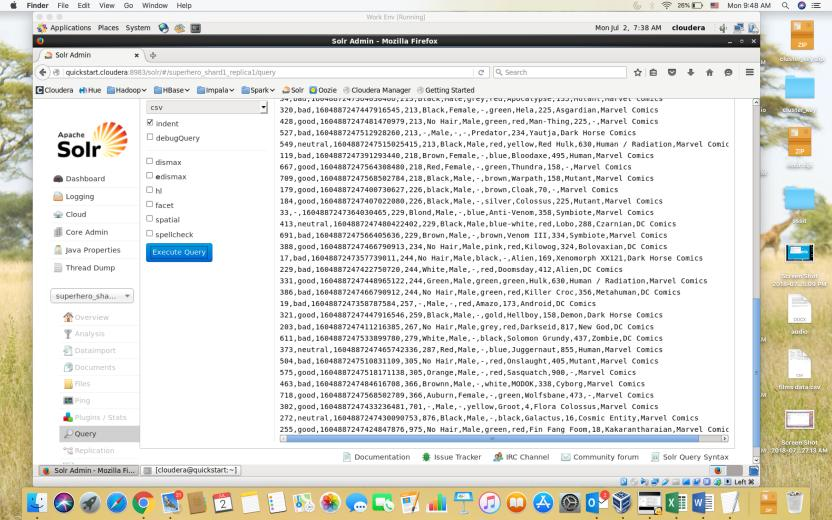 Finder File Edit View Go Window Help
26%
Mon 9:48 AM
Work Env [Running]
Applications Places System
Mon Jul 2, 7:38 AM cloudera
Solr Admin - Mozilla Firefox
Solr Admin
quickstart.cloudera:8983/solr/#/superhero_shard1_replica1/query
Search
Cloudera Hue Hadoop HBase Impala Spark Solr Oozie Cloudera Manager Getting Started
Apache
Solr
Dashboard
Logging
Cloud
Core Admin
Java Properties
Thread Dump
superhero_sha...
Overview
Analysis
Dataimport
Documents
Files
Ping
Plugins / Stats
Query
Replication
csv
indent
debugQuery
dismax
edismax
hl
facet
spatial
spellcheck
Execute Query
320,bad,1604887247447916545,213,Black,Female,-,green,Hela,225,Asgardian,Marvel Comics
428,good,1604887247481470979,213,No Hair,Male,green,red,Man-Thing,225,-,Marvel Comics
527,bad,1604887247512928260,213,-,Male,-,-,Predator,234,Yautja,Dark Horse Comics
549,neutral,1604887247515025413,213,Black,Male,red,yellow,Red Hulk,630,Human / Radiation,Marvel Comics
119,bad,1604887247391293440,218,Brown,Female,-,blue,Bloodaxe,495,Human,Marvel Comics
667,good,1604887247564308480,218,Red,Female,-,green,Thundra,158,-,Marvel Comics
709,good,1604887247568502784,218,Black,Male,-,brown,Warpath,158,Mutant,Marvel Comics
179,good,1604887247400730627,226,black,Male,-,brown,Cloak,70,-,Marvel Comics
184,good,1604887247407022080,226,Black,Male,-,silver,Colossus,225,Mutant,Marvel Comics
33,-,1604887247364030465,229,Blond,Male,-,blue,Anti-Venom,358,Symbiote,Marvel Comics
413,neutral,1604887247480422402,229,Black,Male,blue-white,red,Lobo,288,Czarnian,DC Comics
691,bad,1604887247566405636,229,Brown,Male,-,brown,Venom III,334,Symbiote,Marvel Comics
388,good,1604887247466790913,234,No Hair,Male,pink,red,Kilowog,324,Bolovaxian,DC Comics
17,bad,1604887247357739011,244,No Hair,Male,black,-,Alien,169,Xenomorph XX121,Dark Horse Comics
229,bad,1604887247422750720,244,White,Male,-,red,Doomsday,412,Alien,DC Comics
331,good,1604887247448965122,244,Green,Male,green,green,Hulk,630,Human / Radiation,Marvel Comics
386,bad,1604887247466790912,244,No Hair,Male,green,red,Killer Croc,356,Metahuman,DC Comics
19,bad,1604887247358787584,257,-,Male,-,red,Amazo,173,Android,DC Comics
321,good,1604887247447916546,259,Black,Male,-,gold,Hellboy,158,Demon,Dark Horse Comics
203,bad,1604887247411216385,267,No Hair,Male,grey,red,Darkseid,817,New God,DC Comics
611,bad,1604887247533899780,279,White,Male,-,black,Solomon Grundy,437,Zombie,DC Comics
373,neutral,1604887247465742336,287,Red,Male,-,blue,Juggernaut,855,Human,Marvel Comics
504,bad,1604887247510831109,305,No Hair,Male,-,red,Onslaught,405,Mutant,Marvel Comics
575,good,1604887247518171138,305,Orange,Male,-,red,Sasquatch,900,-,Marvel Comics
463,bad,1604887247484616708,366,Brownn,Male,-,white,MODOK,338,Cyborg,Marvel Comics
718,good,1604887247568502789,366,Auburn,Female,-,green,Wolfsbane,473,-,Marvel Comics
302,good,1604887247433236481,701,-,Male,-,yellow,Groot,4,Flora Colossus,Marvel Comics
272,neutral,1604887247430090753,876,Black,Male,-,black,Galactus,16,Cosmic Entity,Marvel Comics
255,good,1604887247424847876,975,No Hair,Male,green,red,Fin Fang Foom,18,Kakarantharaian,Marvel Comics
Documentation Issue Tracker IRC Channel Community forum Solr Query Syntax
Solr Admin - Mozilla Fi...
[cloudera@quickstart:~]
Left ⌘
ZIP
ZIP
audio
films data.csv
Screen Shot
Screen Shot